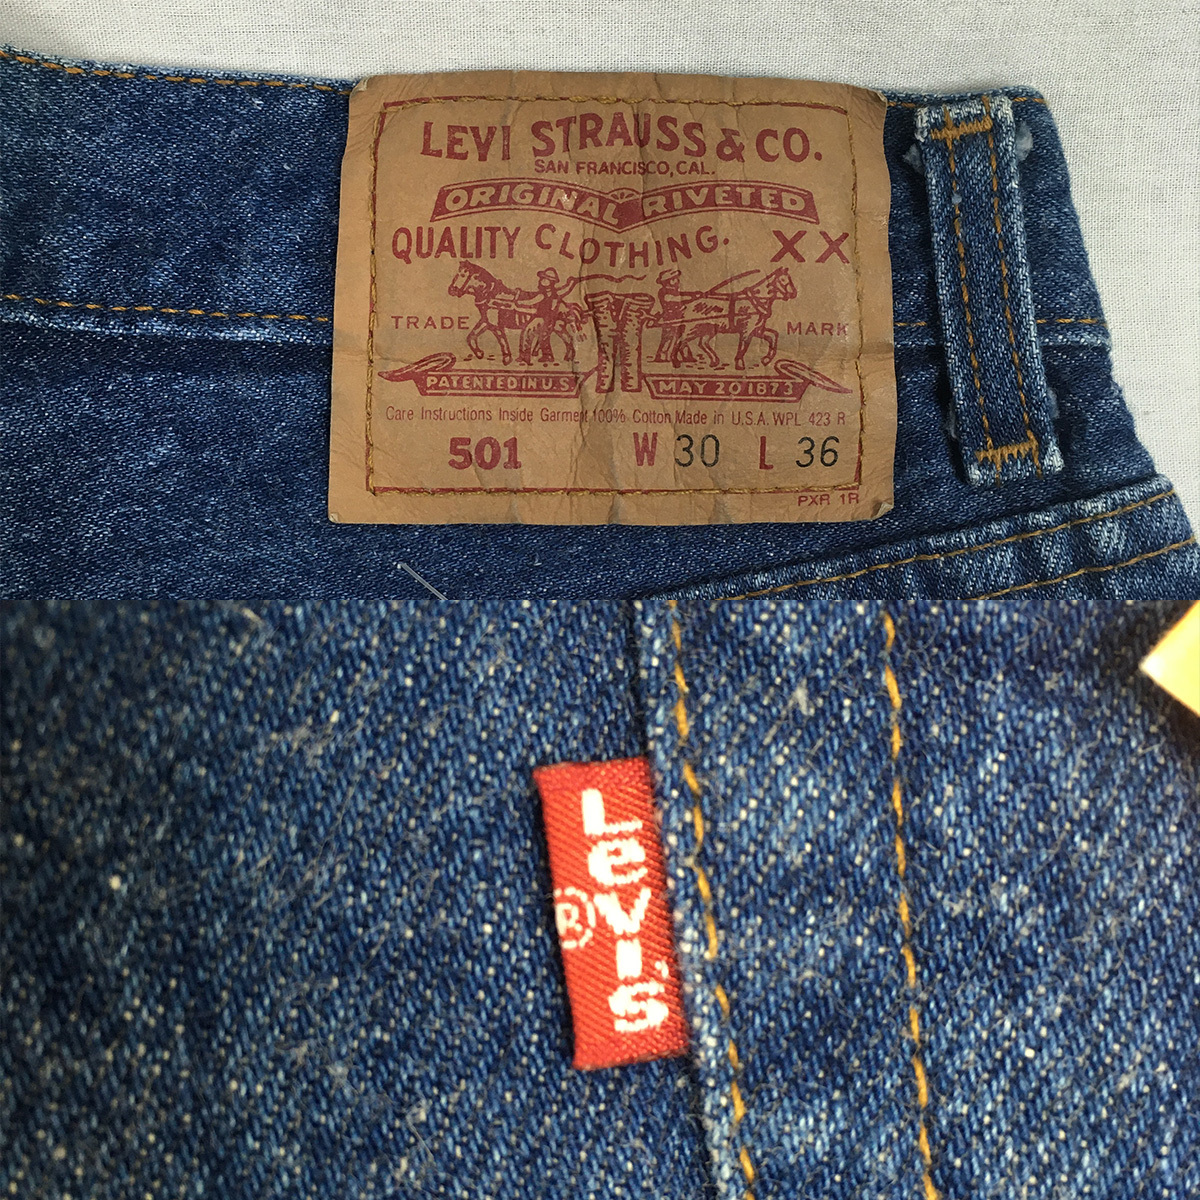 LEVI STRAUSS & CO.
SAN FRANCISCO, CAL.
ORIGINAL RIVETED
QUALITY CLOTHING. XX
TRADE MARK
PATENTED IN U.S. MAY 20 1873
Care Instructions Inside Garment 100% Cotton Made in U.S.A. WPL 423 R
501 W 30 L 36
PXR 1R
Levi's
®